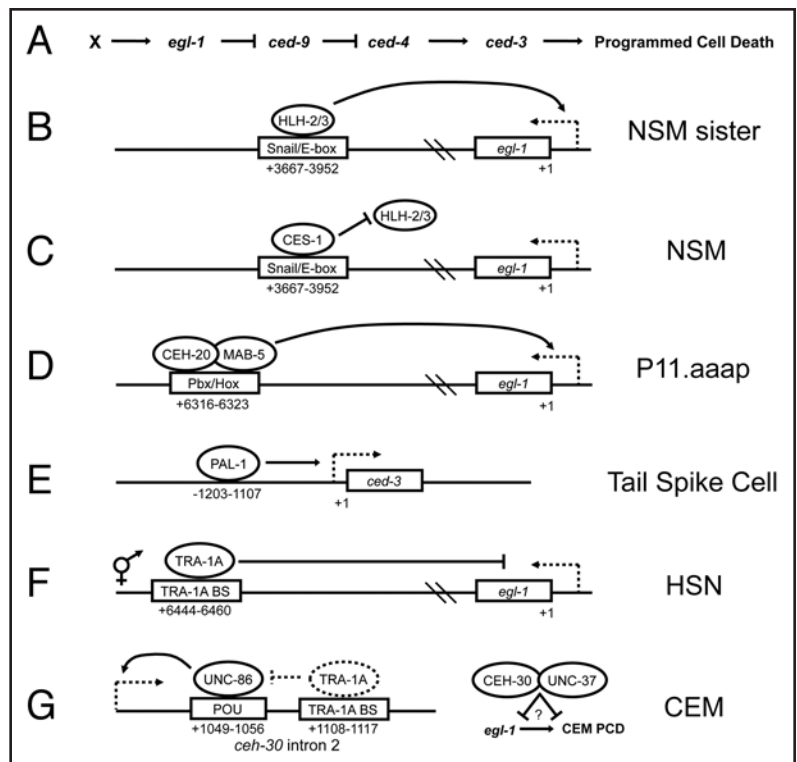 A X egl-1 ced-9 ced-4 ced-3 Programmed Cell Death
B HLH-2/3 NSM sister
Snail/E-box egl-1
+3667-3952 +1
C CES-1 HLH-2/3 NSM
Snail/E-box egl-1
+3667-3952 +1
D CEH-20 MAB-5 P11.aaap
Pbx/Hox egl-1
+6316-6323 +1
E PAL-1 Tail Spike Cell
ced-3
-1203-1107 +1
F TRA-1A HSN
TRA-1A BS egl-1
+6444-6460 +1
G UNC-86 TRA-1A CEH-30 UNC-37 CEM
POU TRA-1A BS ?
+1049-1056 +1108-1117 egl-1 CEM PCD
ceh-30 intron 2